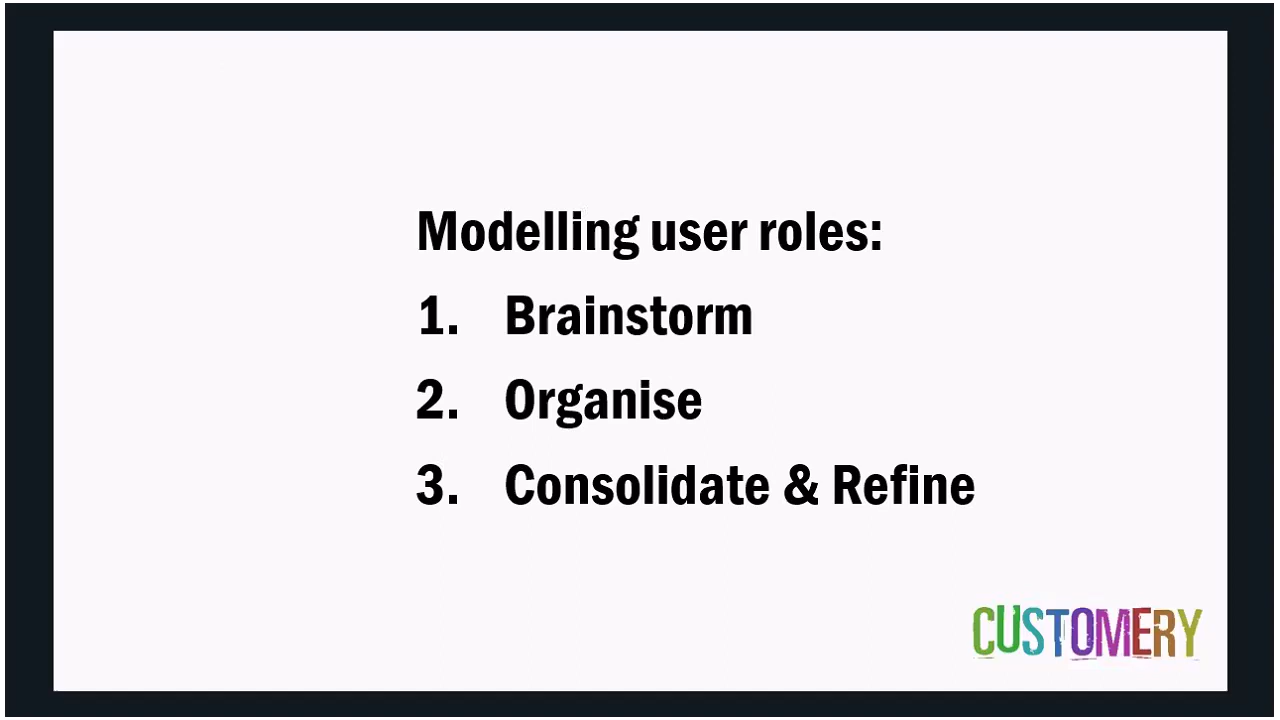 Modelling user roles:
1. Brainstorm
2. Organise
3. Consolidate & Refine
CUSTOMERY